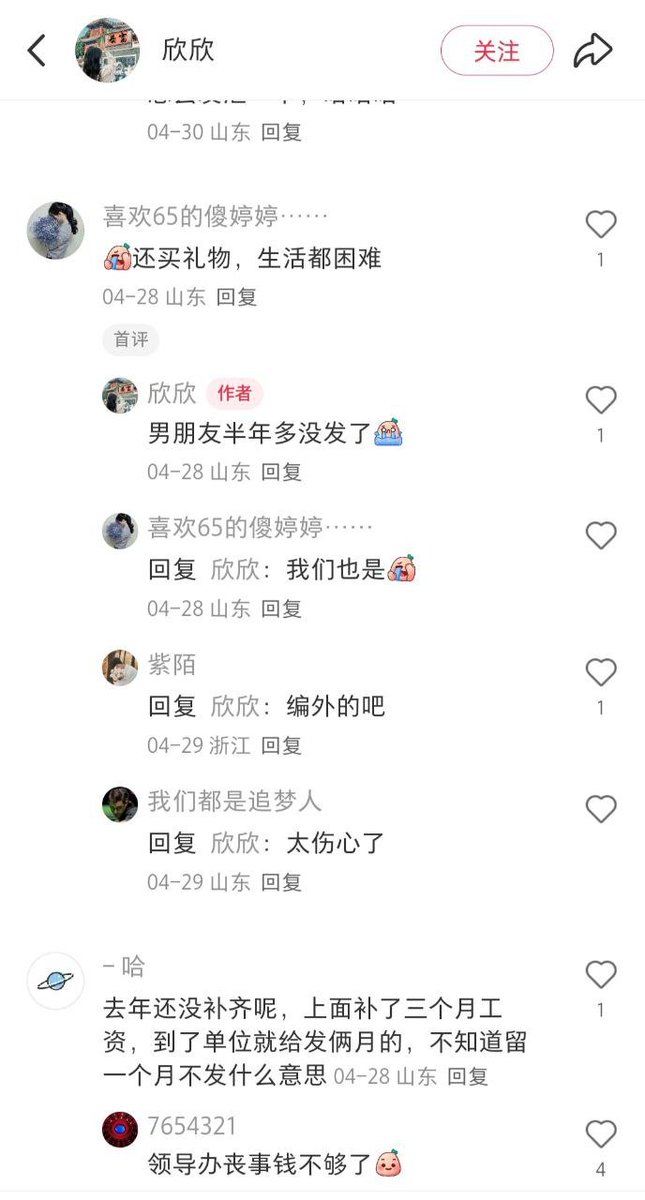 欣欣
关注
04-30 山东 回复
喜欢65的傻婷婷……
还买礼物，生活都困难
1
04-28 山东 回复
首评
欣欣 作者
男朋友半年多没发了
1
04-28 山东 回复
喜欢65的傻婷婷……
回复 欣欣：我们也是
04-28 山东 回复
紫陌
回复 欣欣：编外的吧
1
04-29 浙江 回复
我们都是追梦人
回复 欣欣：太伤心了
04-29 山东 回复
-哈
去年还没补齐呢，上面补了三个月工
1
资，到了单位就给发俩月的，不知道留
一个月不发什么意思 04-28 山东 回复
7654321
领导办丧事钱不够了
4